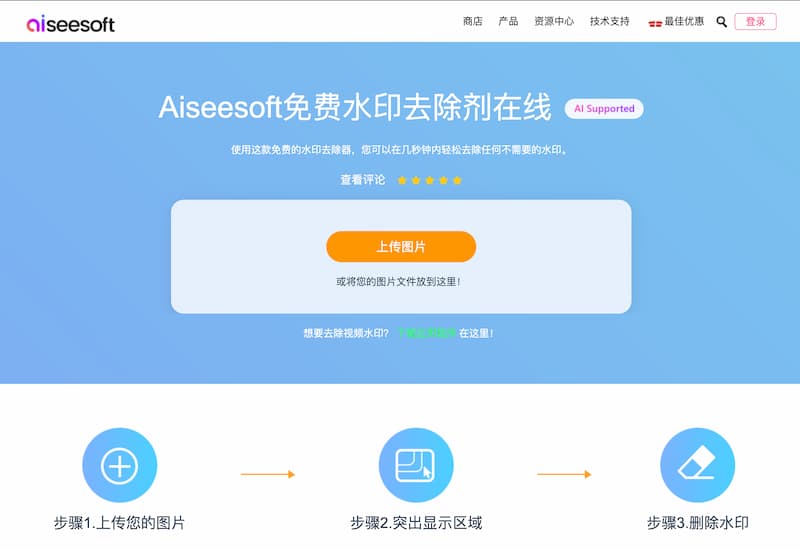 aiseesoft
商店 产品 资源中心 技术支持 最佳优惠 登录
Aiseesoft免费水印去除剂在线 AI Supported
使用这款免费的水印去除器，您可以在几秒钟内轻松去除任何不需要的水印。
查看评论
上传图片
或将您的图片文件放到这里！
想要去除视频水印？ 在这里！
步骤1.上传您的图片 步骤2.突出显示区域 步骤3.删除水印